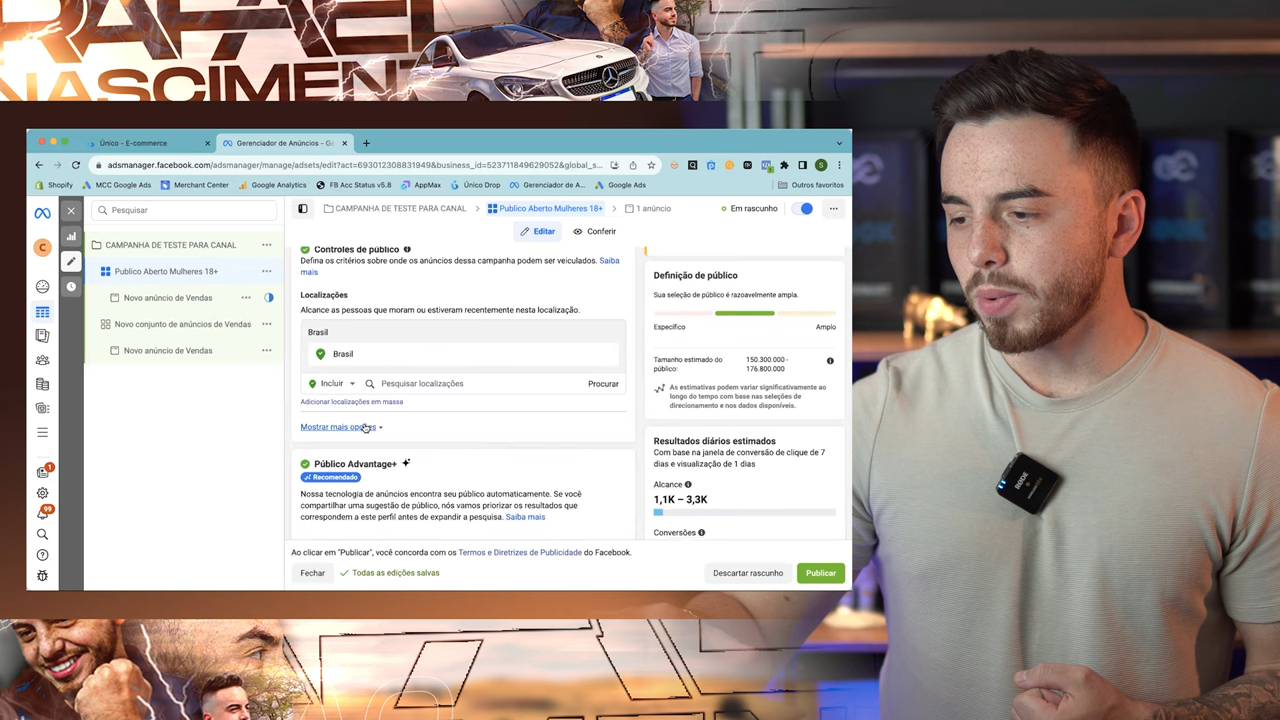 RAFAEL
NASCIMEN
Único - E-commerce
Gerenciador de Anúncios - Ge
adsmanager.facebook.com/adsmanager/manage/adsets/edit?act=693012308831949&business_id=523711849629052&global_s...
Shopify
MCC Google Ads
Merchant Center
Google Analytics
FB Acc Status v5.8
AppMax
Único Drop
Gerenciador de A...
Google Ads
Outros favoritos
Pesquisar
CAMPANHA DE TESTE PARA CANAL
Publico Aberto Mulheres 18+
1 anúncio
Em rascunho
Editar
Conferir
C
CAMPANHA DE TESTE PARA CANAL
Publico Aberto Mulheres 18+
Novo anúncio de Vendas
Novo conjunto de anúncios de Vendas
Novo anúncio de Vendas
1
99
Controles de público
Defina os critérios sobre onde os anúncios dessa campanha podem ser veiculados. Saiba
mais
Localizações
Alcance as pessoas que moram ou estiveram recentemente nesta localização.
Brasil
Brasil
Incluir
Pesquisar localizações
Procurar
Adicionar localizações em massa
Mostrar mais opções
Público Advantage+
Recomendado
Nossa tecnologia de anúncios encontra seu público automaticamente. Se você
compartilhar uma sugestão de público, nós vamos priorizar os resultados que
correspondem a este perfil antes de expandir a pesquisa. Saiba mais
Definição de público
Sua seleção de público é razoavelmente ampla.
Específico
Amplo
Tamanho estimado do
público:
150.300.000 -
176.800.000
As estimativas podem variar significativamente ao
longo do tempo com base nas seleções de
direcionamento e nos dados disponíveis.
Resultados diários estimados
Com base na janela de conversão de clique de 7
dias e visualização de 1 dias
Alcance
1,1K – 3,3K
Conversões
Ao clicar em "Publicar", você concorda com os Termos e Diretrizes de Publicidade do Facebook.
Fechar
Todas as edições salvas
Descartar rascunho
Publicar
RØDE